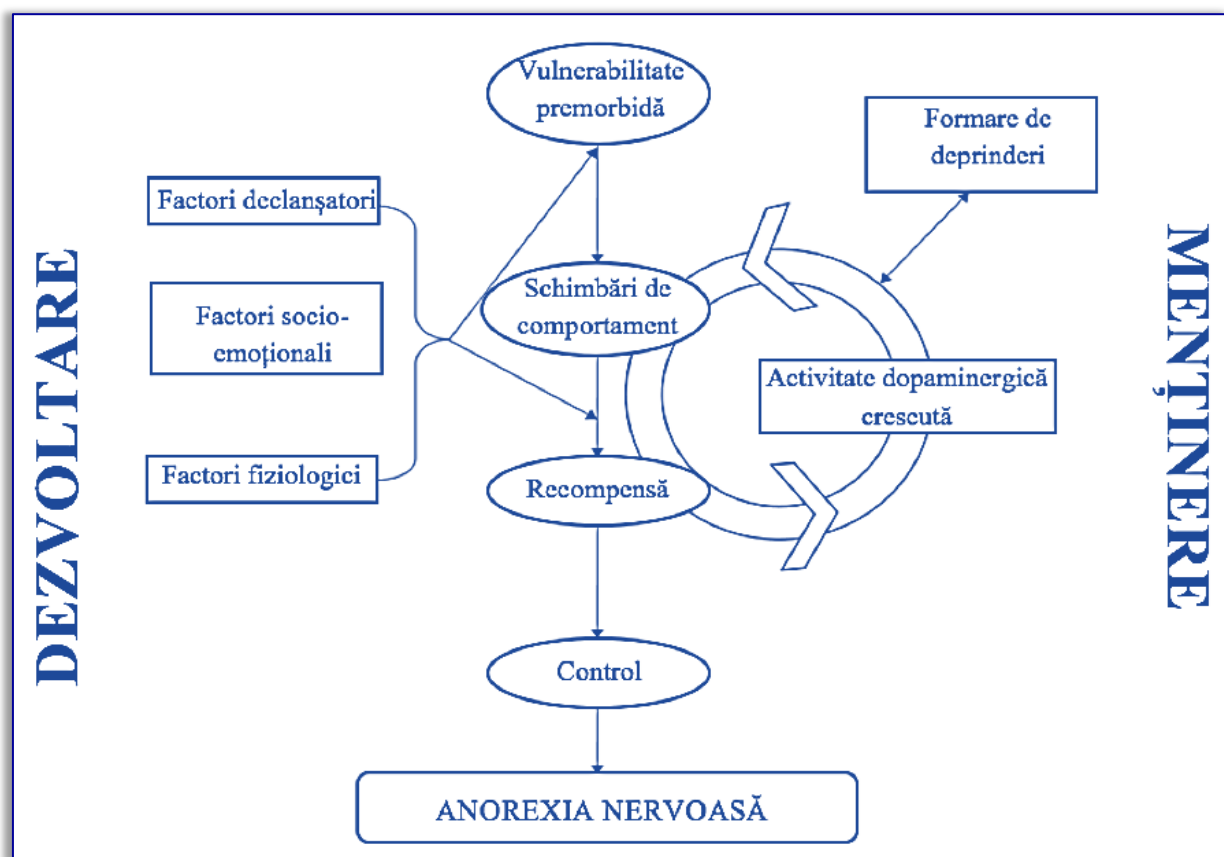 DEZVOLTARE
Vulnerabilitate
premorbidă
Formare de
deprinderi
Factori declanșatori
Factori socio-
emoționali
Factori fiziologici
Schimbări de
comportament
Activitate dopaminergică
crescută
Recompensă
Control
ANOREXIA NERVOASĂ
MENȚINERE